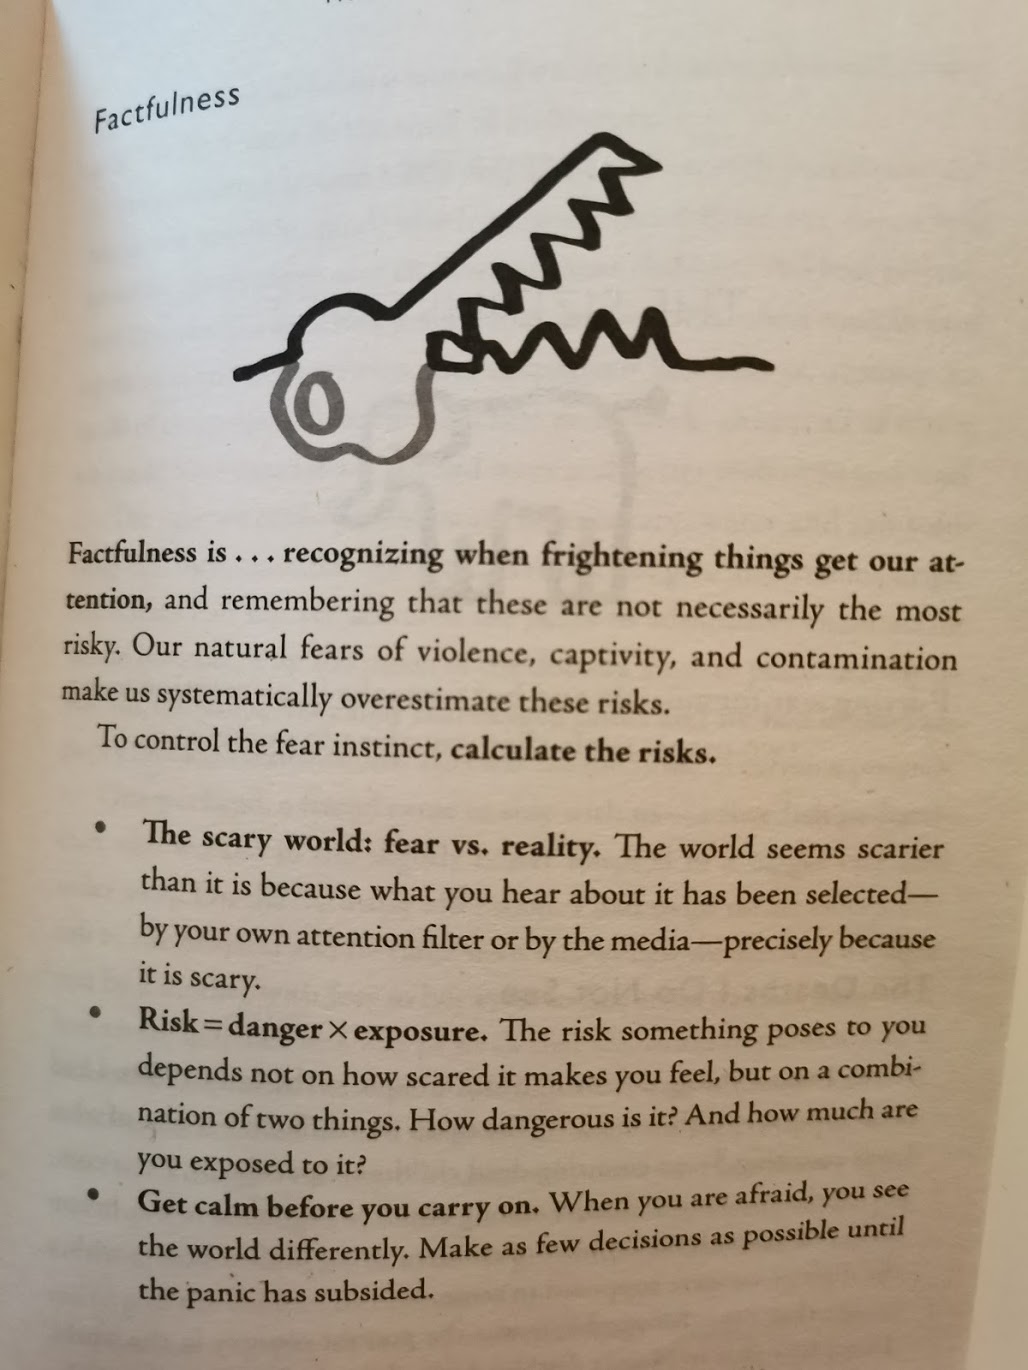 Factfulness
Factfulness is . . . recognizing when frightening things get our at-
tention, and remembering that these are not necessarily the most
risky. Our natural fears of violence, captivity, and contamination
make us systematically overestimate these risks.
To control the fear instinct, calculate the risks.
• The scary world: fear vs. reality. The world seems scarier
than it is because what you hear about it has been selected—
by your own attention filter or by the media—precisely because
it is scary.
• Risk = danger × exposure. The risk something poses to you
depends not on how scared it makes you feel, but on a combi-
nation of two things. How dangerous is it? And how much are
you exposed to it?
• Get calm before you carry on. When you are afraid, you see
the world differently. Make as few decisions as possible until
the panic has subsided.